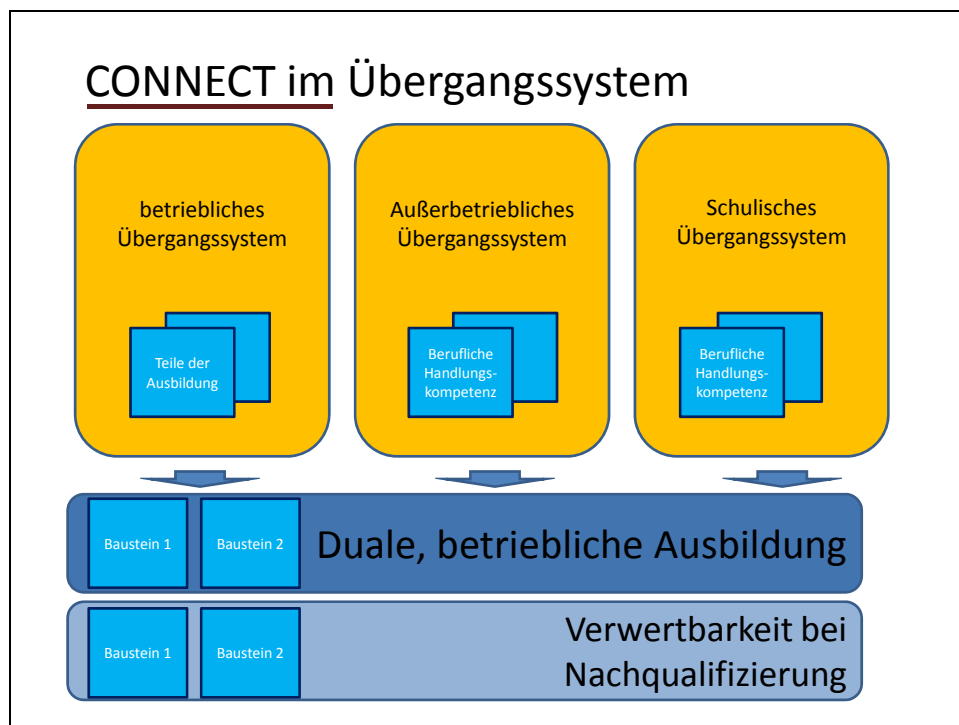 CONNECT im Übergangssystem
betriebliches
Übergangssystem
Teile der
Ausbildung
Außerbetriebliches
Übergangssystem
Berufliche
Handlungs-
kompetenz
Schulisches
Übergangssystem
Berufliche
Handlungs-
kompetenz
Baustein 1
Baustein 2
Duale, betriebliche Ausbildung
Baustein 1
Baustein 2
Verwertbarkeit bei
Nachqualifizierung